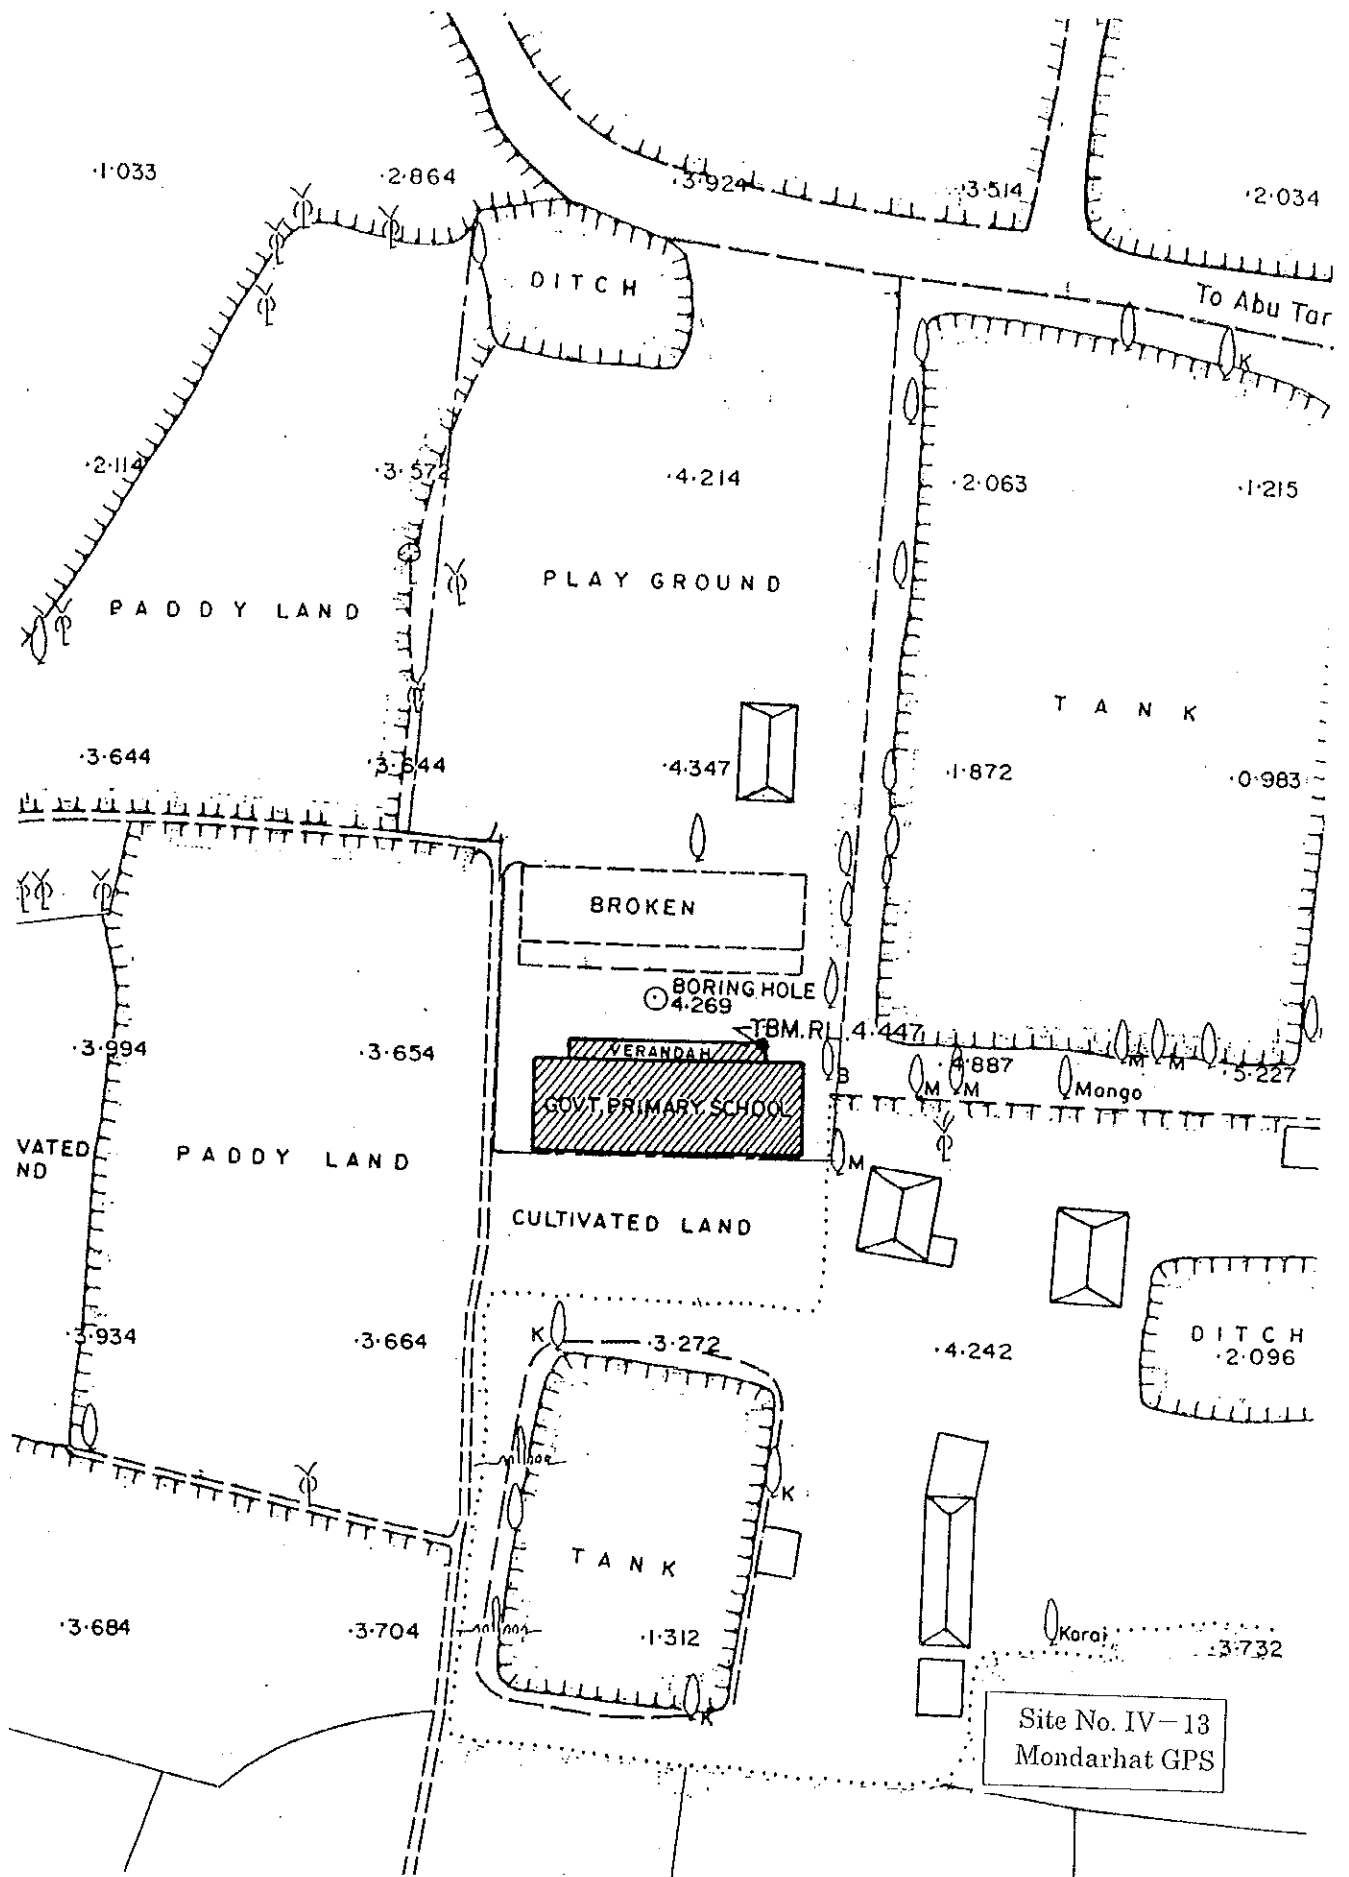 ·1·033
·2·864
·3·924
·3·514
·2·034
DITCH
To Abu Tar
K
·2·114
·3·572
·4·214
·2·063
·1·215
PADDY LAND
PLAY GROUND
TANK
·3·644
·3·644
·4·347
·1·872
·0·983
BROKEN
BORING HOLE
4·269
TBM. RL. 4·447
·3·994
·3·654
VERANDAH
B
·4·887
M
M
·5·227
M
M
Mango
GOVT. PRIMARY SCHOOL
VATED
ND
PADDY LAND
M
CULTIVATED LAND
·3·934
·3·664
K
·3·272
·4·242
DITCH
·2·096
K
TANK
·3·684
·3·704
·1·312
Karai
·3·732
K
Site No. IV-13
Mondarhat GPS